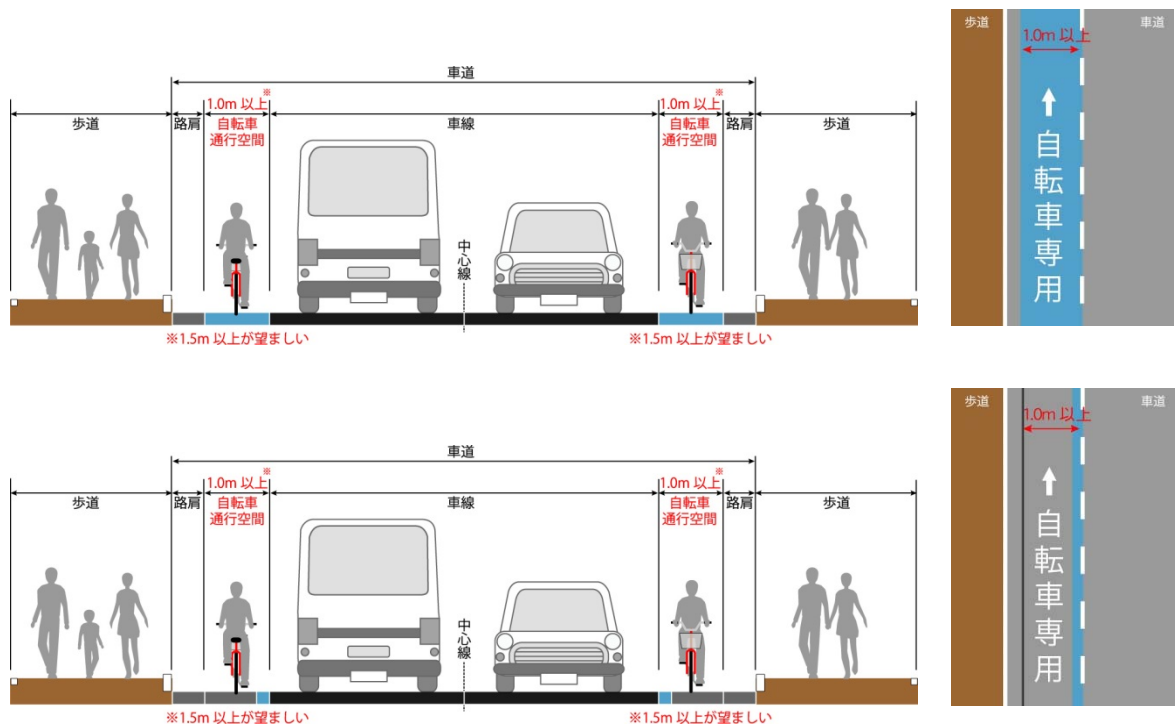 車道
1.0m 以上※
1.0m 以上※
歩道
路肩
自転車
通行空間
車線
自転車
通行空間
路肩
歩道
中心線
※1.5m 以上が望ましい
※1.5m 以上が望ましい
歩道
車道
1.0m 以上
自転車専用
車道
1.0m 以上※
1.0m 以上※
歩道
路肩
自転車
通行空間
車線
自転車
通行空間
路肩
歩道
中心線
※1.5m 以上が望ましい
※1.5m 以上が望ましい
歩道
車道
1.0m 以上
自転車専用